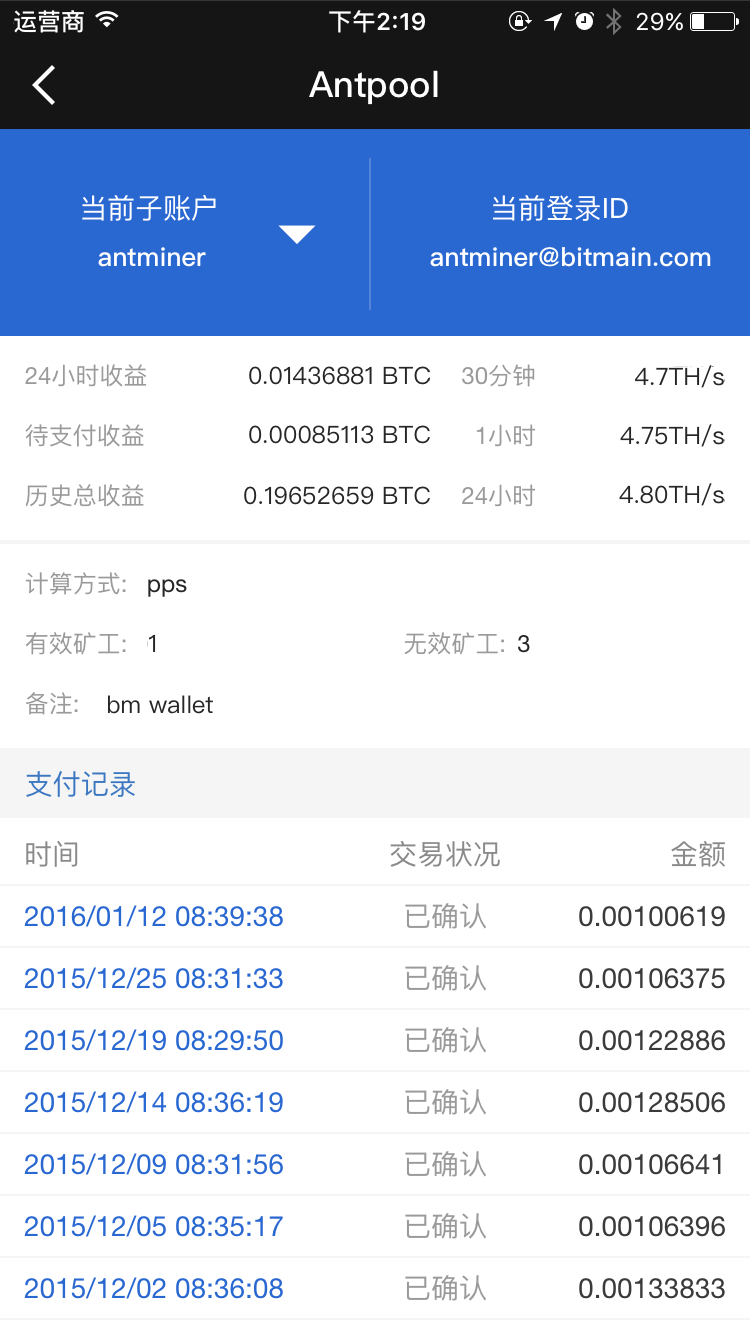 运营商 下午2:19 29%
Antpool
当前子账户 当前登录ID
antminer antminer@bitmain.com
24小时收益 0.01436881 BTC 30分钟 4.7TH/s
待支付收益 0.00085113 BTC 1小时 4.75TH/s
历史总收益 0.19652659 BTC 24小时 4.80TH/s
计算方式: pps
有效矿工: 1 无效矿工: 3
备注: bm wallet
支付记录
时间 交易状况 金额
2016/01/12 08:39:38 已确认 0.00100619
2015/12/25 08:31:33 已确认 0.00106375
2015/12/19 08:29:50 已确认 0.00122886
2015/12/14 08:36:19 已确认 0.00128506
2015/12/09 08:31:56 已确认 0.00106641
2015/12/05 08:35:17 已确认 0.00106396
2015/12/02 08:36:08 已确认 0.00133833